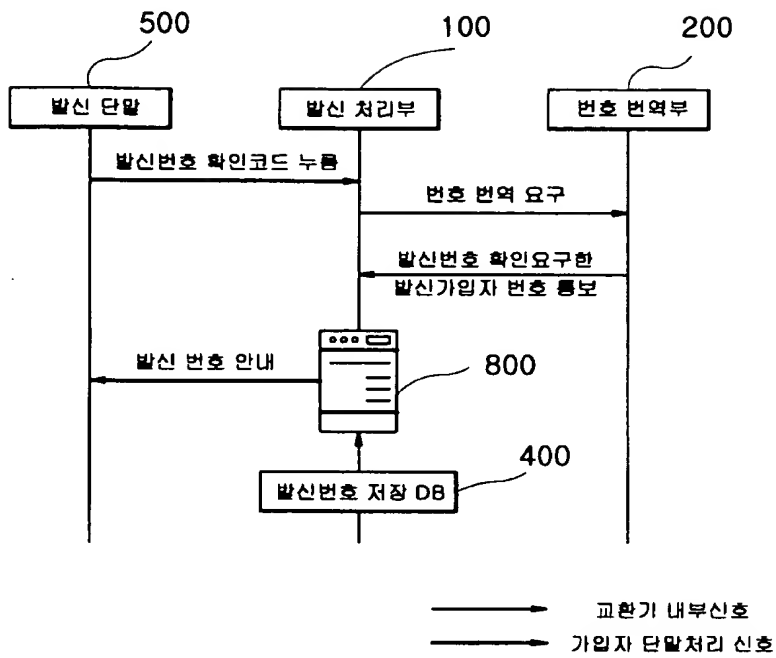 500
100
200
발신 단말
발신 처리부
번호 번역부
발신번호 확인코드 누름
번호 번역 요구
발신번호 확인요구한
발신가입자 번호 통보
발신 번호 안내
800
400
발신번호 저장 DB
교환기 내부신호
가입자 단말처리 신호